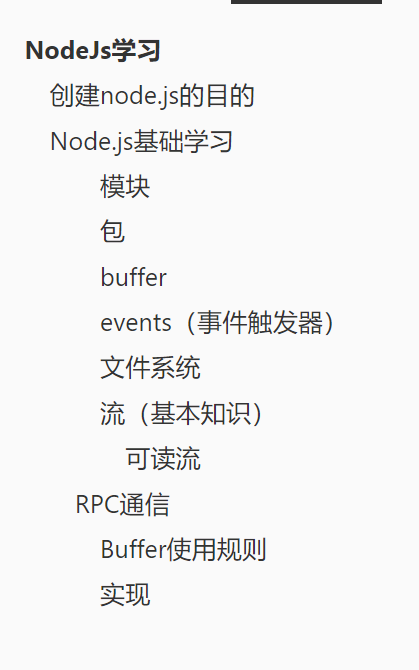 NodeJs学习
创建node.js的目的
Node.js基础学习
模块
包
buffer
events（事件触发器）
文件系统
流（基本知识）
可读流
RPC通信
Buffer使用规则
实现